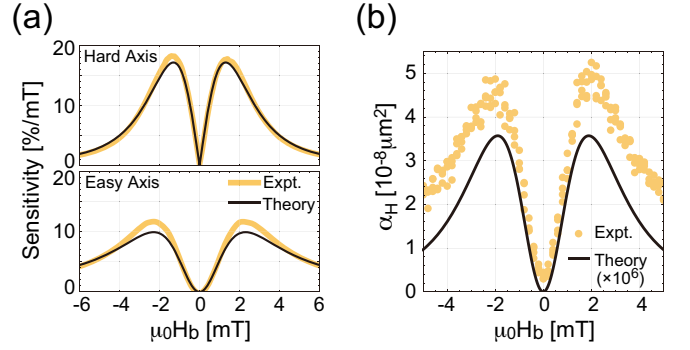 (a)
Sensitivity [%/mT]
20
10
0
Hard Axis
20
10
0
Easy Axis
Expt.
Theory
-6 -4 -2 0 2 4 6
μ₀Hb [mT]
(b)
αH [10⁻⁸μm²]
5
4
3
2
1
0
Expt.
Theory
(×10⁶)
-4 -2 0 2 4
μ₀Hb [mT]